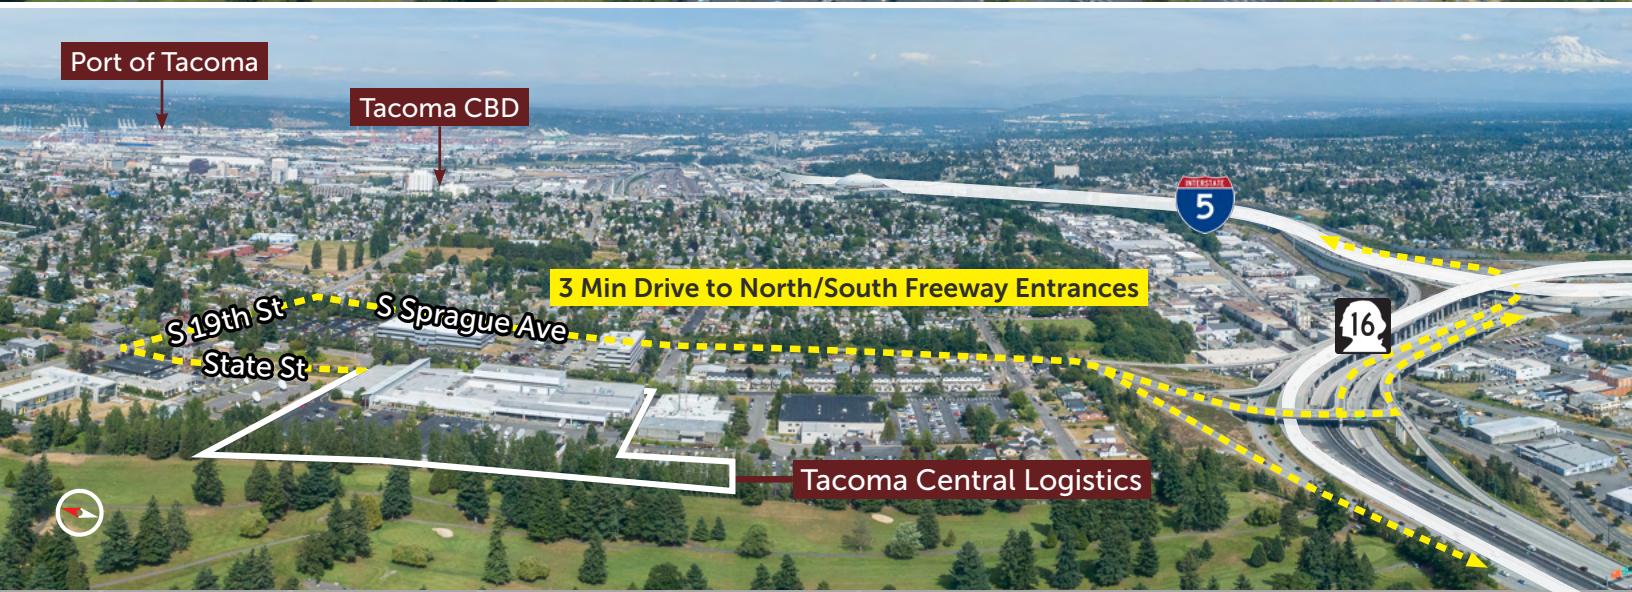 Port of Tacoma
Tacoma CBD
INTERSTATE
5
3 Min Drive to North/South Freeway Entrances
S 19th St
S Sprague Ave
16
State St
Tacoma Central Logistics